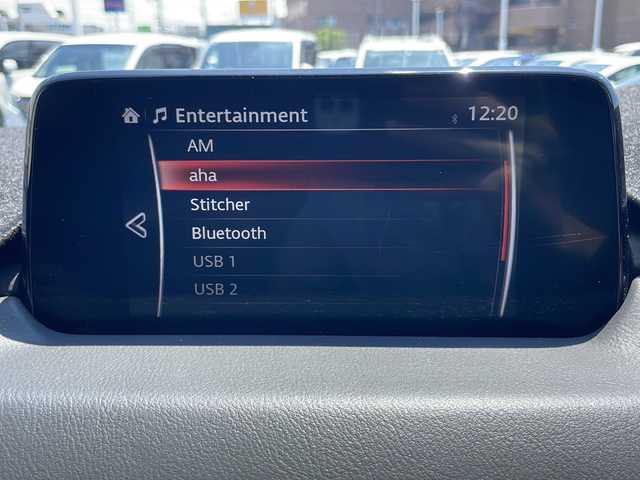 Entertainment 12:20
AM
aha
Stitcher
Bluetooth
USB 1
USB 2